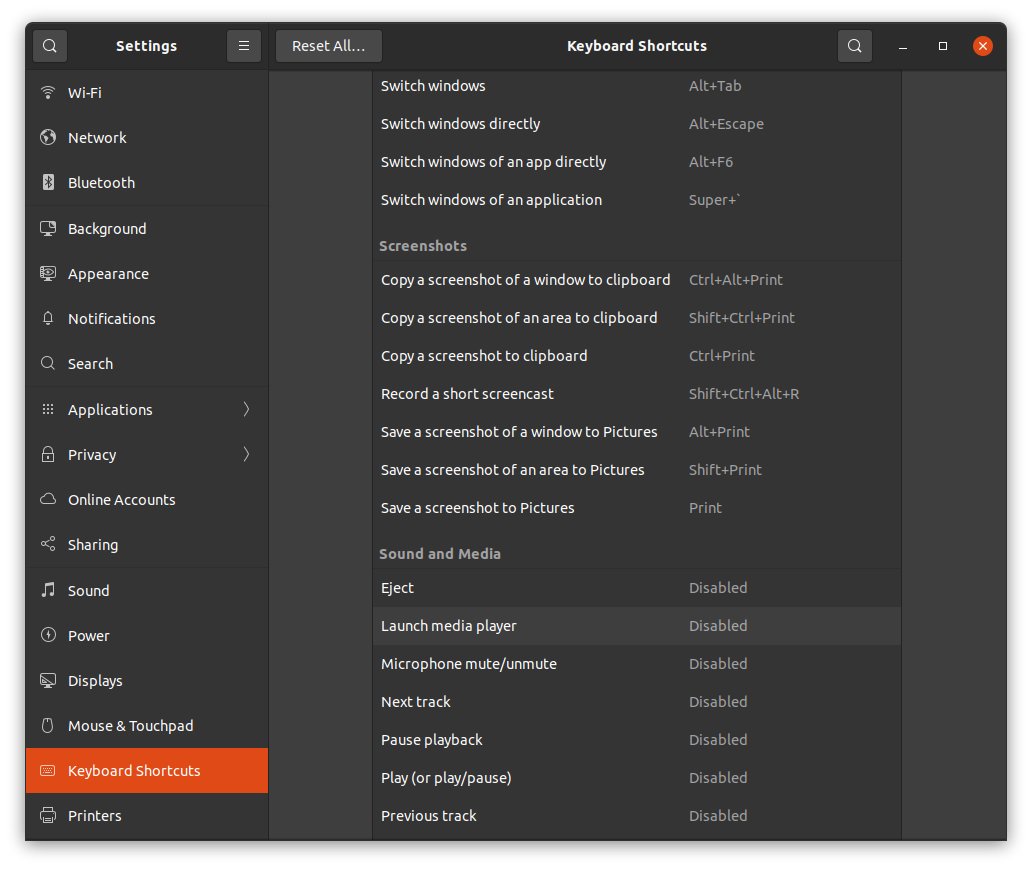 Settings
Reset All...
Keyboard Shortcuts
Wi-Fi
Network
Bluetooth
Background
Appearance
Notifications
Search
Applications
Privacy
Online Accounts
Sharing
Sound
Power
Displays
Mouse & Touchpad
Keyboard Shortcuts
Printers
Switch windows Alt+Tab
Switch windows directly Alt+Escape
Switch windows of an app directly Alt+F6
Switch windows of an application Super+`
Screenshots
Copy a screenshot of a window to clipboard Ctrl+Alt+Print
Copy a screenshot of an area to clipboard Shift+Ctrl+Print
Copy a screenshot to clipboard Ctrl+Print
Record a short screencast Shift+Ctrl+Alt+R
Save a screenshot of a window to Pictures Alt+Print
Save a screenshot of an area to Pictures Shift+Print
Save a screenshot to Pictures Print
Sound and Media
Eject Disabled
Launch media player Disabled
Microphone mute/unmute Disabled
Next track Disabled
Pause playback Disabled
Play (or play/pause) Disabled
Previous track Disabled